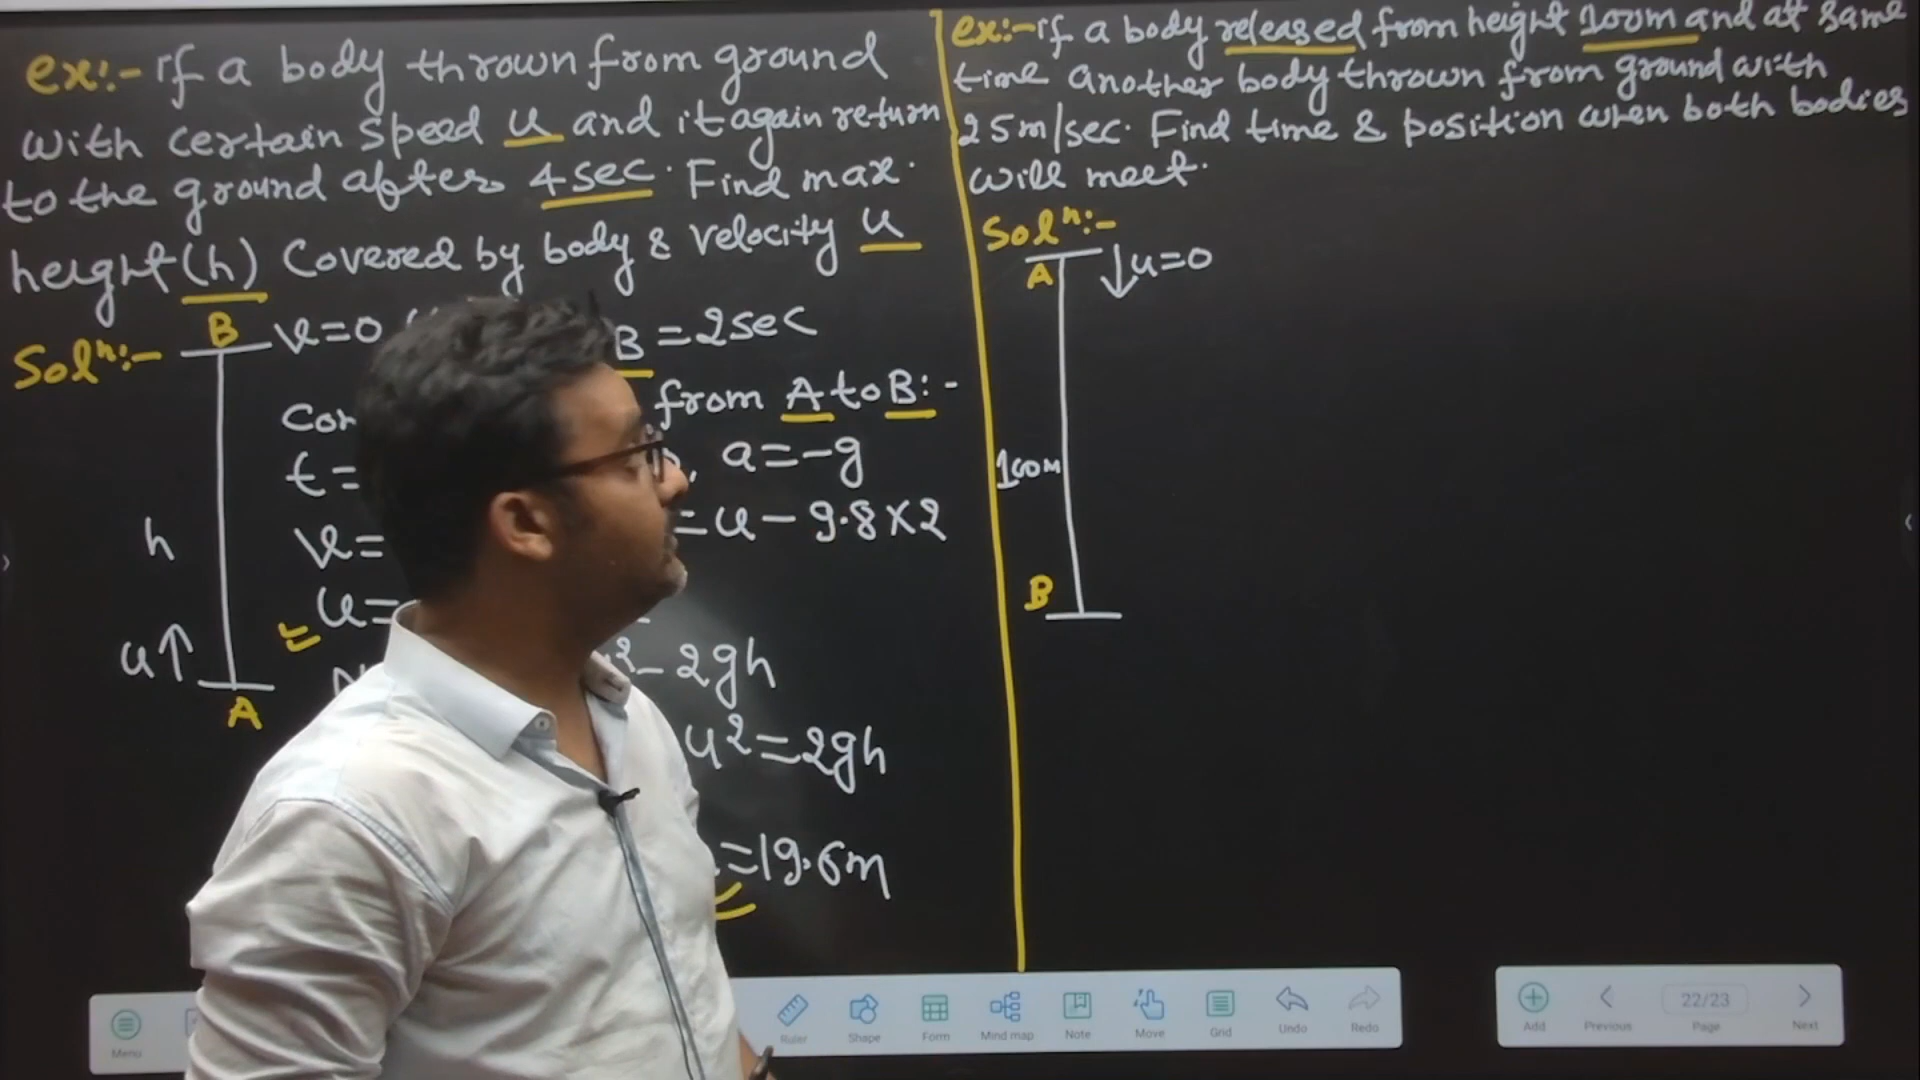 ex:- if a body thrown from ground
with certain speed u and it again return
to the ground after 4sec. Find max.
height (h) covered by body & velocity u
Soln:-
B
v=0
B = 2sec
from A to B:-
t=
a=-g
v=
=u-9.8×2
h
u=
u↑
2-2gh
A
u2=2gh
=19.6m
ex:- if a body released from height 100m and at same
time another body thrown from ground with
25m/sec. Find time & position when both bodies
will meet.
Soln:-
A
↓u=0
100m
B
Menu
Ruler
Shape
Form
Mind map
Note
Move
Grid
Undo
Redo
Add
Previous
22/23
Page
Next